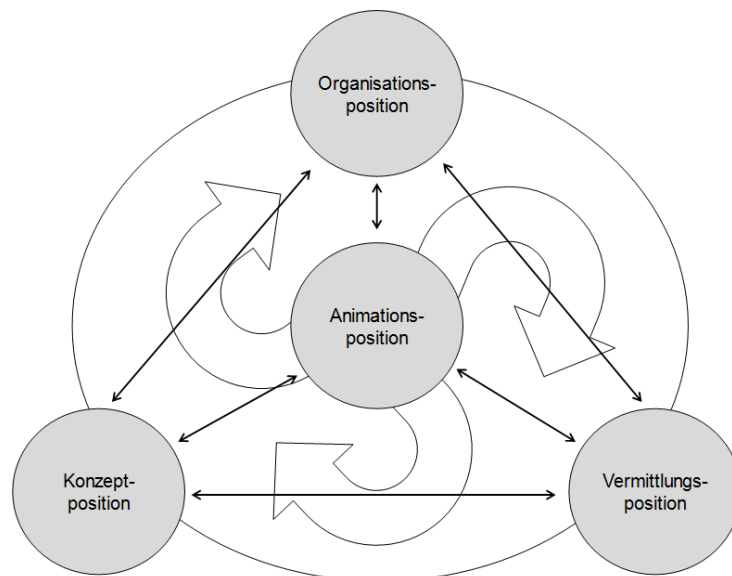 Organisations-
position
Animations-
position
Konzept-
position
Vermittlungs-
position